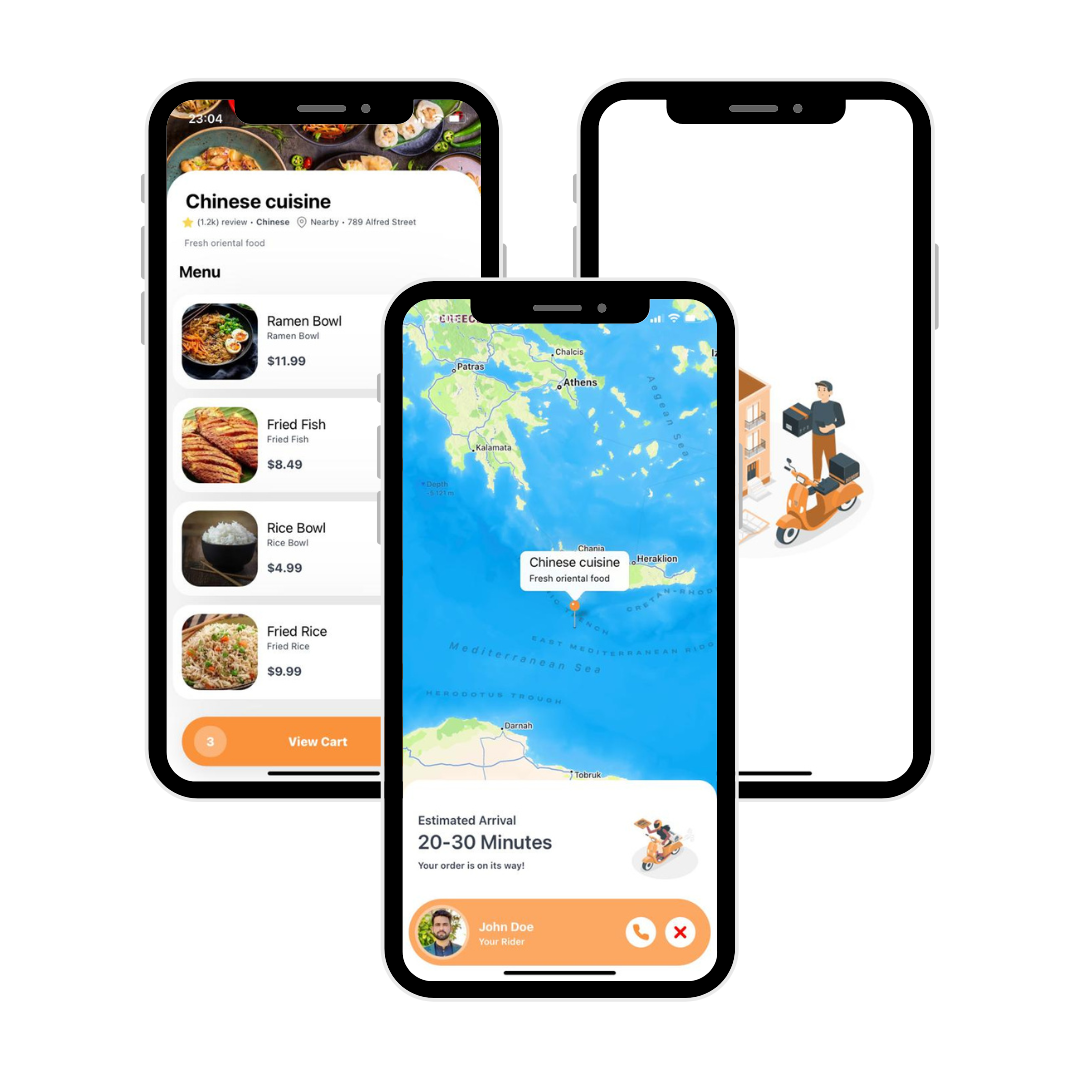 23:04
Chinese cuisine
(1.2k) review • Chinese Nearby • 789 Alfred Street
Fresh oriental food
Menu
Ramen Bowl
Ramen Bowl
$11.99
Fried Fish
Fried Fish
$8.49
Rice Bowl
Rice Bowl
$4.99
Fried Rice
Fried Rice
$9.99
3 View Cart
Chalcis
Patras
Athens
Aegean Sea
Kalamata
Depth
Chania
Heraklion
Chinese cuisine
Fresh oriental food
EAST MEDITERRANEAN RIDG
Mediterranean Sea
HERODOTUS TROUGH
Darnah
Tobruk
Estimated Arrival
20-30 Minutes
Your order is on its way!
John Doe
Your Rider